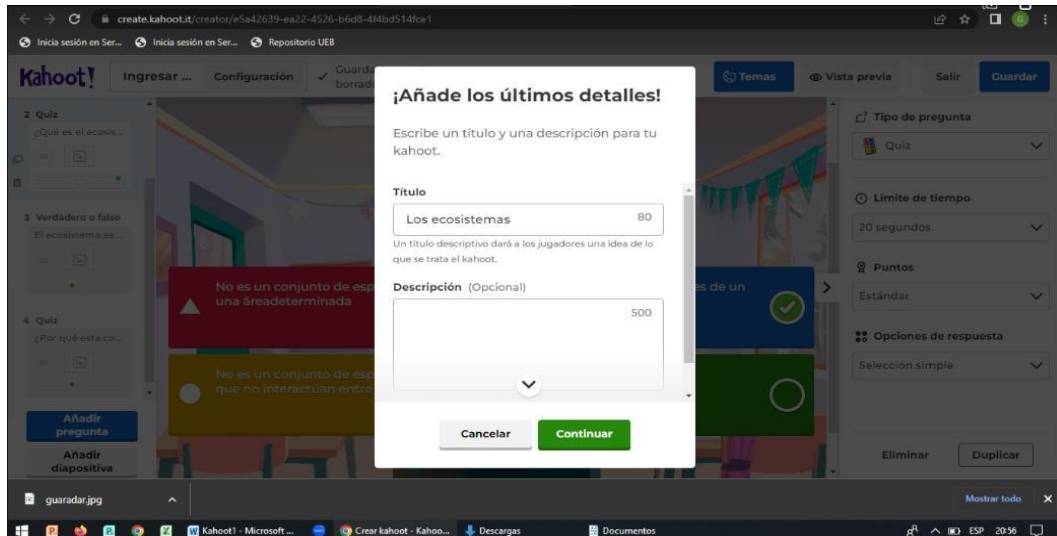 create.kahoot.it/creator/e5a42639-ea22-4526-b6d8-4f4bd514fce1
G
Inicia sesión en Ser...
Inicia sesión en Ser...
Repositorio UEB
Kahoot!
Ingresar ...
Configuración
Guarda
borrad
Temas
Vista previa
Salir
Guardar
2 Quiz
¿Qué es el ecosis...
3 Verdadero o falso
El ecosistema es ...
4 Quiz
¿Por qué esta co...
Añadir
pregunta
Añadir
diapositiva
No es un conjunto de esp
una áreadeterminada
es de un
No es un conjunto de esp
que no interactúan entre
¡Añade los últimos detalles!
Escribe un título y una descripción para tu
kahoot.
Título
Los ecosistemas 80
Un título descriptivo dará a los jugadores una idea de lo
que se trata el kahoot.
Descripción (Opcional)
500
Cancelar
Continuar
Tipo de pregunta
Quiz
Límite de tiempo
20 segundos
Puntos
Estándar
Opciones de respuesta
Selección simple
Eliminar
Duplicar
guaradar.jpg
Mostrar todo
Kahoot1 - Microsoft ...
Crear kahoot - Kahoo...
Descargas
Documentos
ESP
20:56